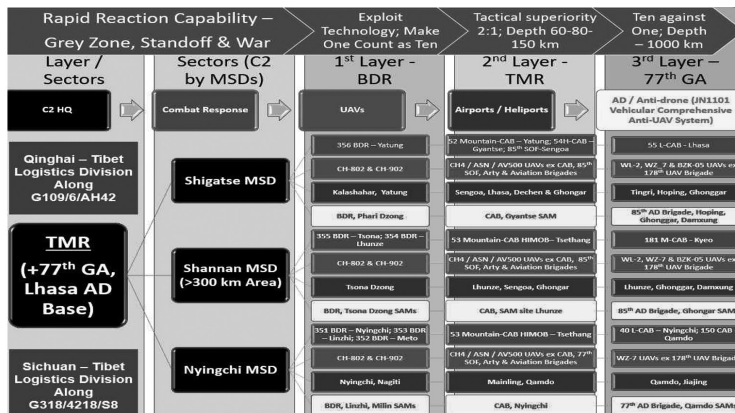 Rapid Reaction Capability –
Grey Zone, Standoff & War
Exploit
Technology; Make
One Count as Ten
Tactical superiority
2:1; Depth 60-80-
150 km
Ten against
One; Depth
– 1000 km
Layer /
Sectors
Sectors (C2
by MSDs)
1st Layer -
BDR
2nd Layer -
TMR
3rd Layer –
77th GA
C2 HQ
Combat Response
UAVs
Airports / Heliports
AD / Anti-drone (JN1101
Vehicular Comprehensive
Anti-UAV System)
Qinghai – Tibet
Logistics Division
Along
G109/6/AH42
TMR
(+77th GA,
Lhasa AD
Base)
Sichuan – Tibet
Logistics Division
Along
G318/4218/S8
Shigatse MSD
356 BDR – Yatung
52 Mountain-CAB – Yatung; 54H-CAB –
Gyantse; 85th SOF-Sengoa
55 L-CAB - Lhasa
CH-802 & CH-902
CH4 / ASN / AV500 UAVs ex CAB, 85th
SOF, Arty & Aviation Brigades
WL-2, WZ_7 & BZK-05 UAVs ex
178th UAV Brigade
Kalashahar, Yatung
Sengoa, Lhasa, Dechen & Ghongar
Tingri, Hoping, Ghonggar
BDR, Phari Dzong
CAB, Gyantse SAM
85th AD Brigade, Hoping,
Ghonggar, Damxung
Shannan MSD
(>300 km Area)
355 BDR – Tsona; 354 BDR –
Lhunze
53 Mountain-CAB HIMOB– Tsethang
181 M-CAB - Kyeo
CH-802 & CH-902
CH4 / ASN / AV500 UAVs ex CAB, 85th
SOF, Arty & Aviation Brigades
WL-2, WZ-7 & BZK-05 UAVs ex
178th UAV Brigade
Tsona Dzong
Lhunze, Sengoa, Ghongar
Lhunze, Ghonggar, Damxung
BDR, Tsona Dzong SAMs
CAB, SAM site Lhunze
85th AD Brigade, Ghongar SAM
Nyingchi MSD
351 BDR – Nyingchi; 353 BDR
– Linzhi; 352 BDR – Meto
53 Mountain-CAB HIMOB – Tsethang
40 L-CAB – Nyingchi; 150 CAB
Qamdo
CH-802 & CH-902
CH4 / ASN / AV500 UAVs ex CAB, 77th
SOF, Arty & Aviation Brigades
WZ-7 UAVs ex 178th UAV Brigade
Nyingchi, Nagiti
Mainling, Qamdo
Qamdo, Jiajing
BDR, Linzhi, Milin SAMs
CAB, Nyingchi
77th AD Brigade, Qamdo SAMs